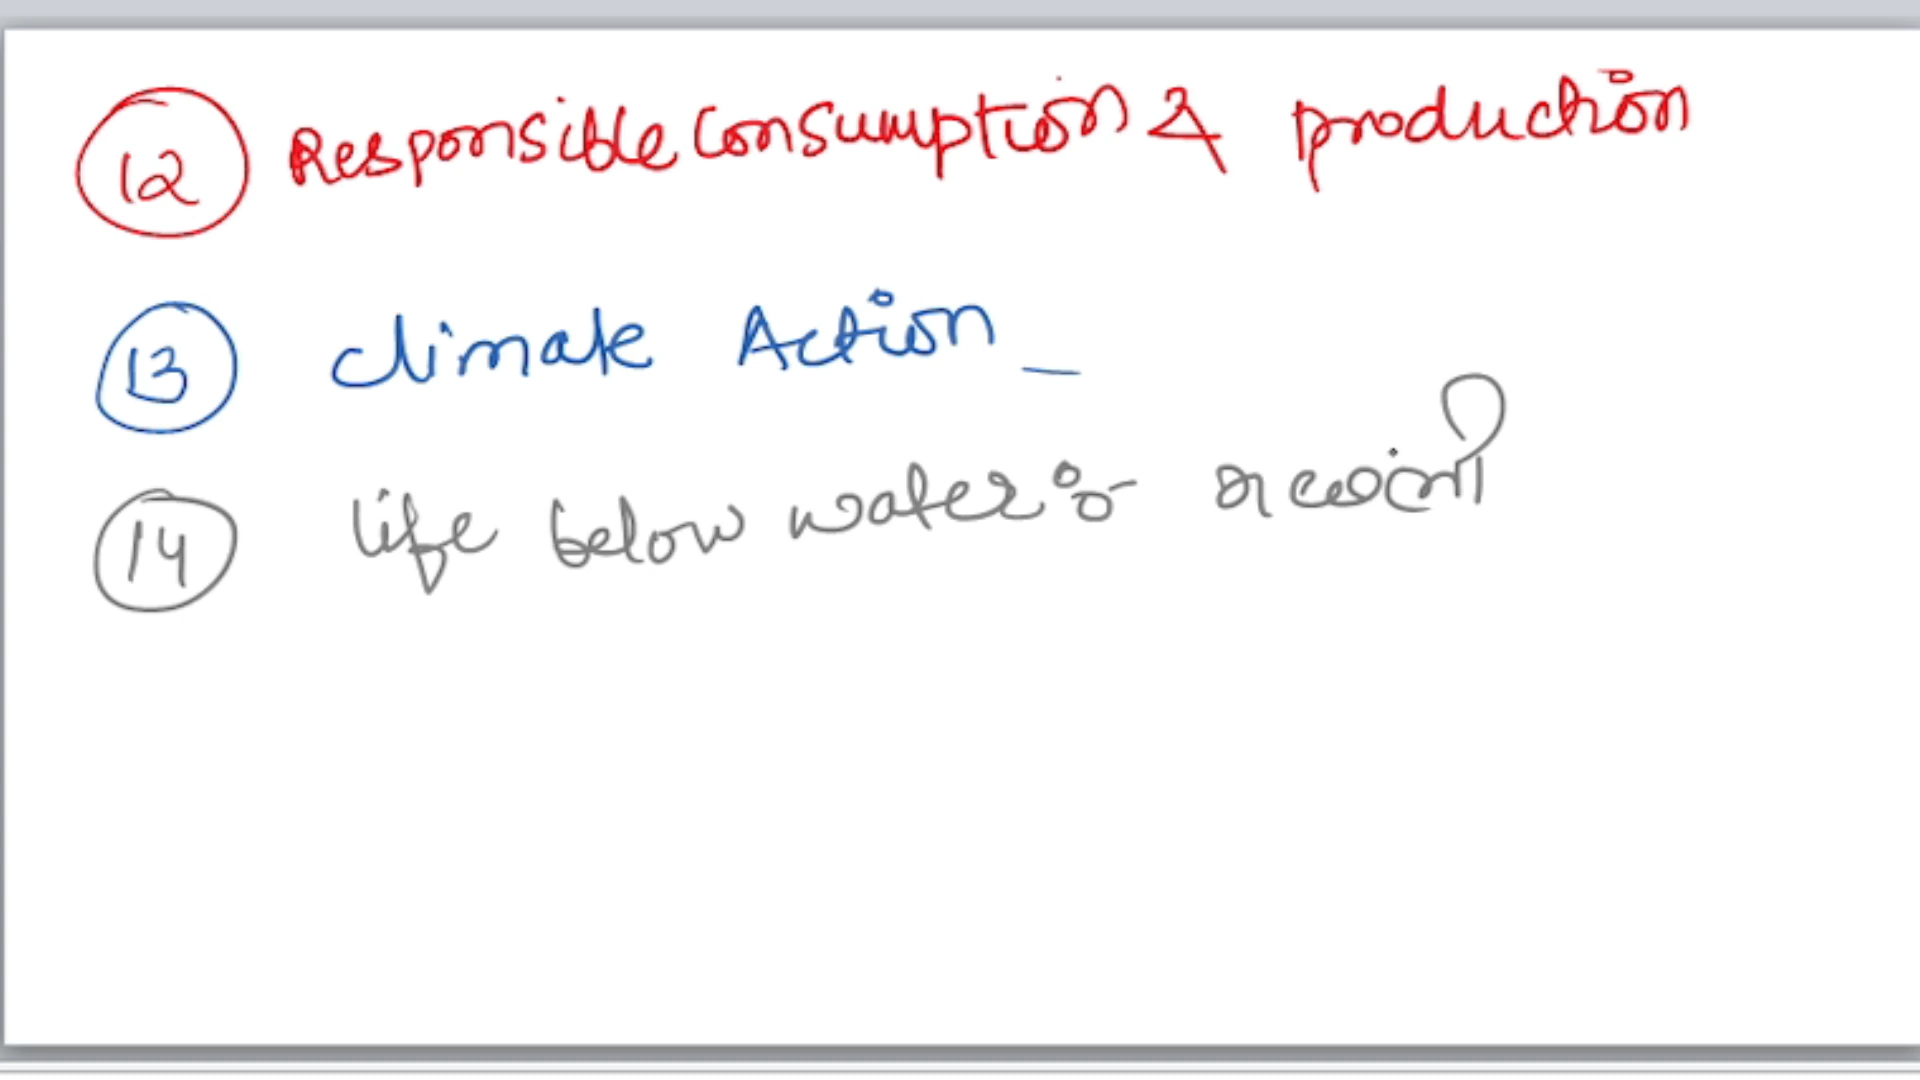 12 Responsible Consumption & production
13 Climate Action –
14 life below water :-